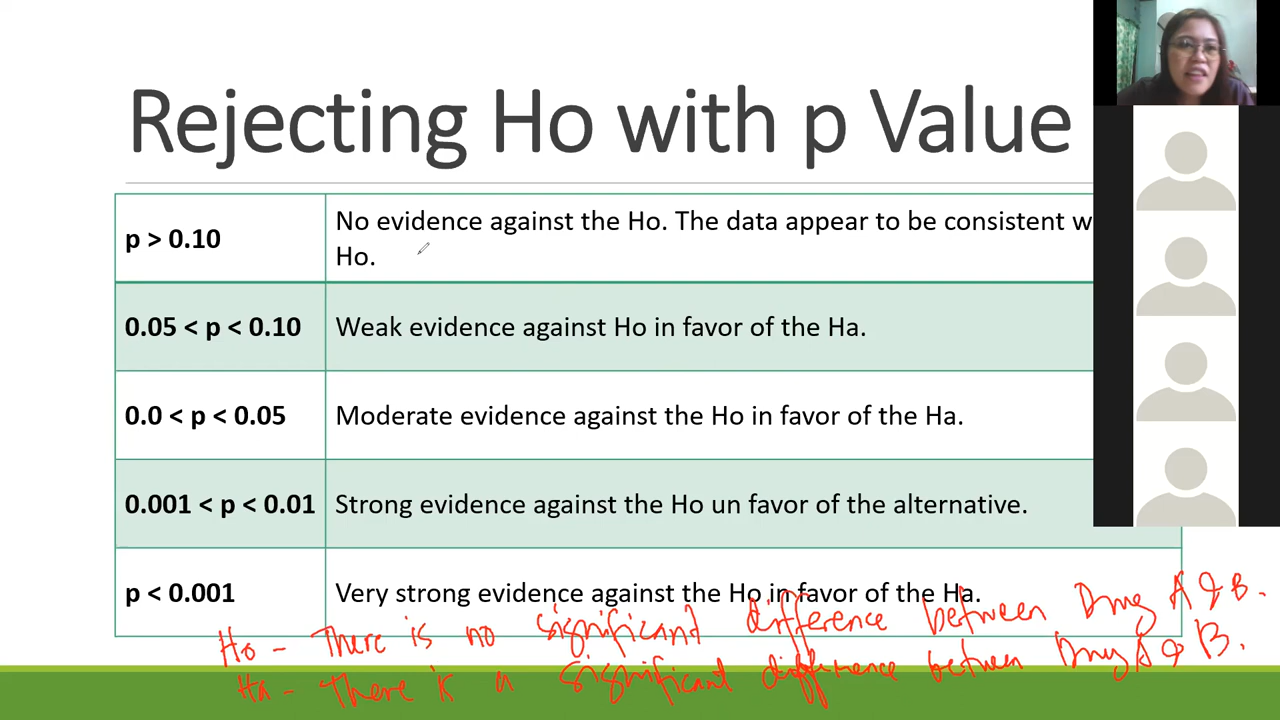 Rejecting Ho with p Value
p > 0.10
No evidence against the Ho. The data appear to be consistent w
Ho.
0.05 < p < 0.10
Weak evidence against Ho in favor of the Ha.
0.0 < p < 0.05
Moderate evidence against the Ho in favor of the Ha.
0.001 < p < 0.01
Strong evidence against the Ho un favor of the alternative.
p < 0.001
Very strong evidence against the Ho in favor of the Ha.
Ho - There is no significant difference between Drug A & B.
Ha - There is a significant difference between Drug A & B.